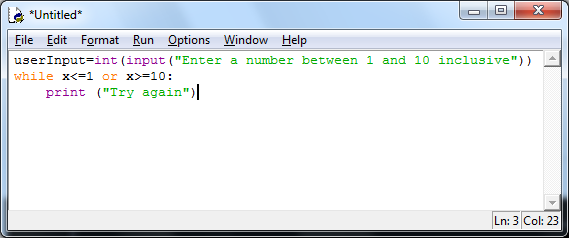 *Untitled*
File Edit Format Run Options Window Help
userInput=int(input("Enter a number between 1 and 10 inclusive"))
while x<=1 or x>=10:
    print ("Try again")
Ln: 3 Col: 23